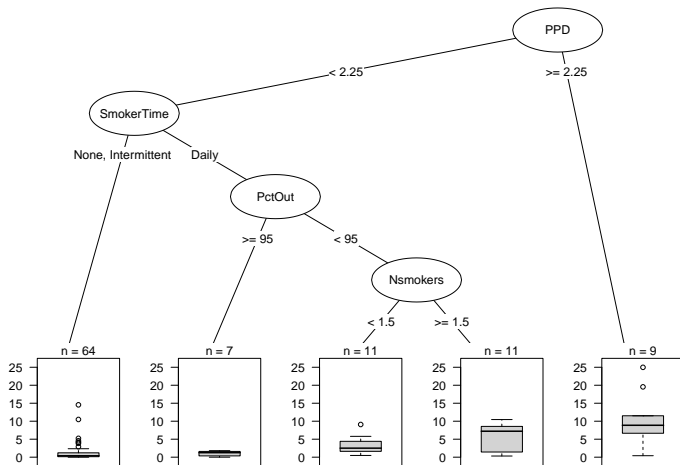 PPD
< 2.25
>= 2.25
SmokerTime
None, Intermittent
Daily
PctOut
>= 95
< 95
Nsmokers
< 1.5
>= 1.5
n = 64
n = 7
n = 11
n = 11
n = 9
25 25 25 25 25
20 20 20 20 20
15 15 15 15 15
10 10 10 10 10
5 5 5 5 5
0 0 0 0 0